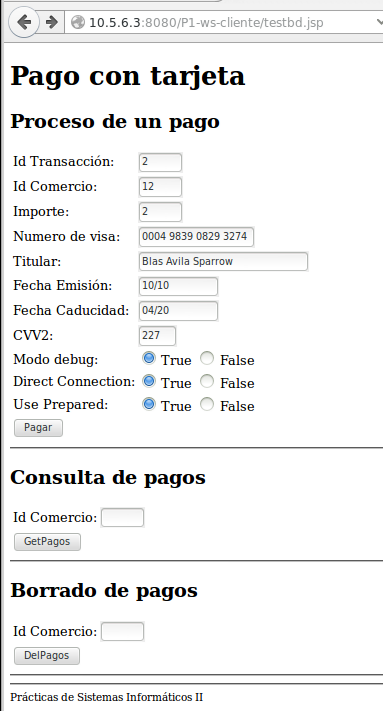 10.5.6.3:8080/P1-ws-cliente/testbd.jsp
Pago con tarjeta
Proceso de un pago
Id Transacción: 2
Id Comercio: 12
Importe: 2
Numero de visa: 0004 9839 0829 3274
Titular: Blas Avila Sparrow
Fecha Emisión: 10/10
Fecha Caducidad: 04/20
CVV2: 227
Modo debug: True False
Direct Connection: True False
Use Prepared: True False
Pagar
Consulta de pagos
Id Comercio:
GetPagos
Borrado de pagos
Id Comercio:
DelPagos
Prácticas de Sistemas Informáticos II